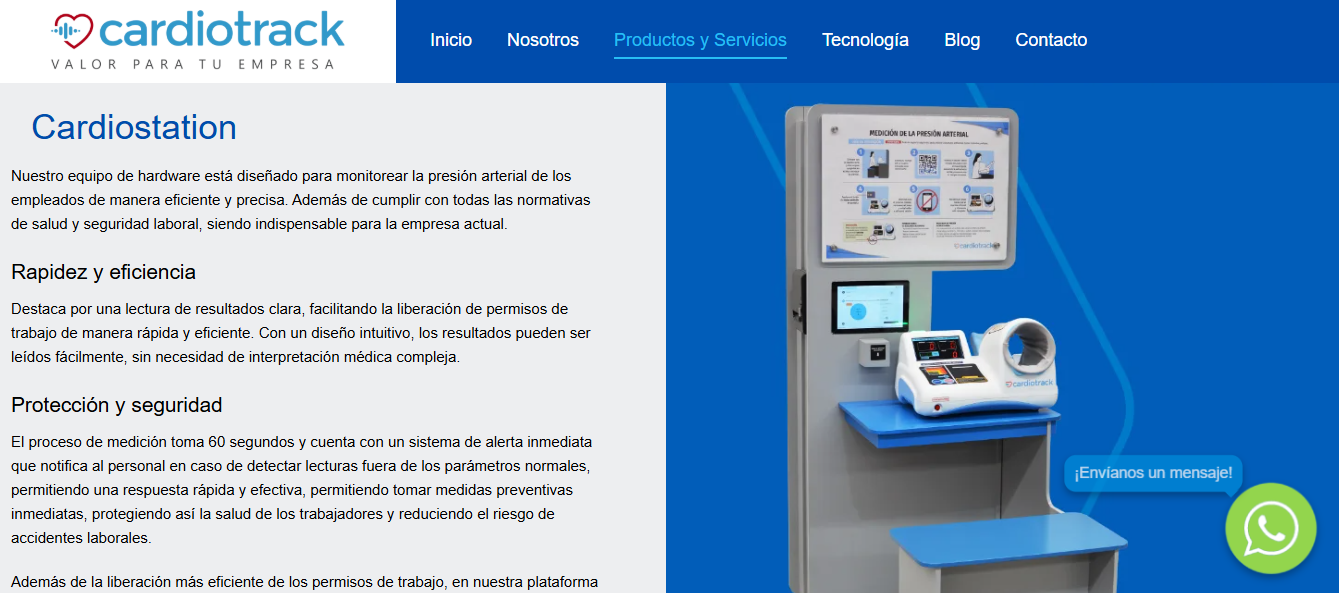 cardiotrack
VALOR PARA TU EMPRESA
Inicio
Nosotros
Productos y Servicios
Tecnología
Blog
Contacto
Cardiostation
Nuestro equipo de hardware está diseñado para monitorear la presión arterial de los
empleados de manera eficiente y precisa. Además de cumplir con todas las normativas
de salud y seguridad laboral, siendo indispensable para la empresa actual.
Rapidez y eficiencia
Destaca por una lectura de resultados clara, facilitando la liberación de permisos de
trabajo de manera rápida y eficiente. Con un diseño intuitivo, los resultados pueden ser
leídos fácilmente, sin necesidad de interpretación médica compleja.
Protección y seguridad
El proceso de medición toma 60 segundos y cuenta con un sistema de alerta inmediata
que notifica al personal en caso de detectar lecturas fuera de los parámetros normales,
permitiendo una respuesta rápida y efectiva, permitiendo tomar medidas preventivas
inmediatas, protegiendo así la salud de los trabajadores y reduciendo el riesgo de
accidentes laborales.
Además de la liberación más eficiente de los permisos de trabajo, en nuestra plataforma
MEDICIÓN DE LA PRESIÓN ARTERIAL
1
2
3
4
5
6
cardiotrack
cardiotrack
¡Envíanos un mensaje!